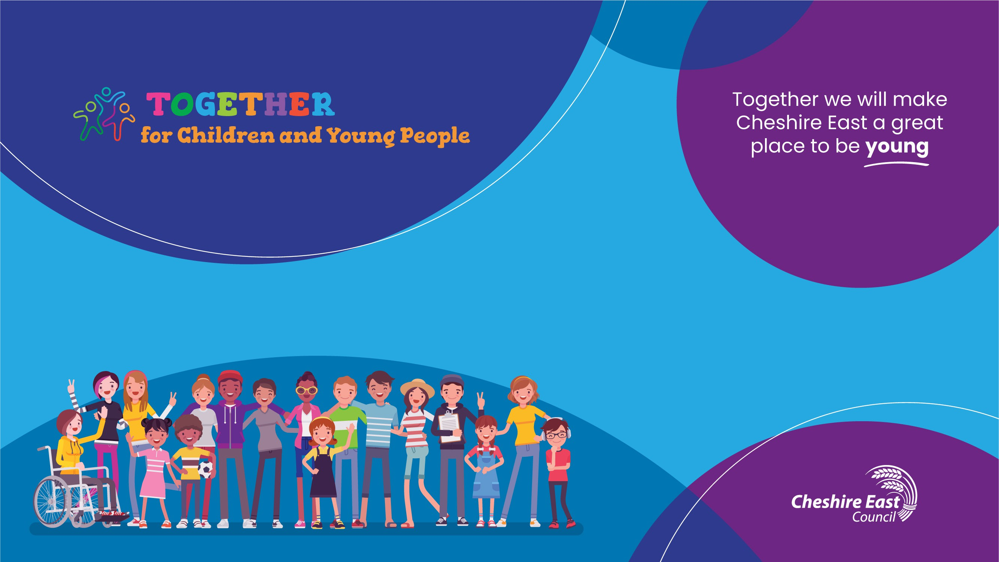 TOGETHER
for Children and Young People
Together we will make
Cheshire East a great
place to be young
Cheshire East
Council